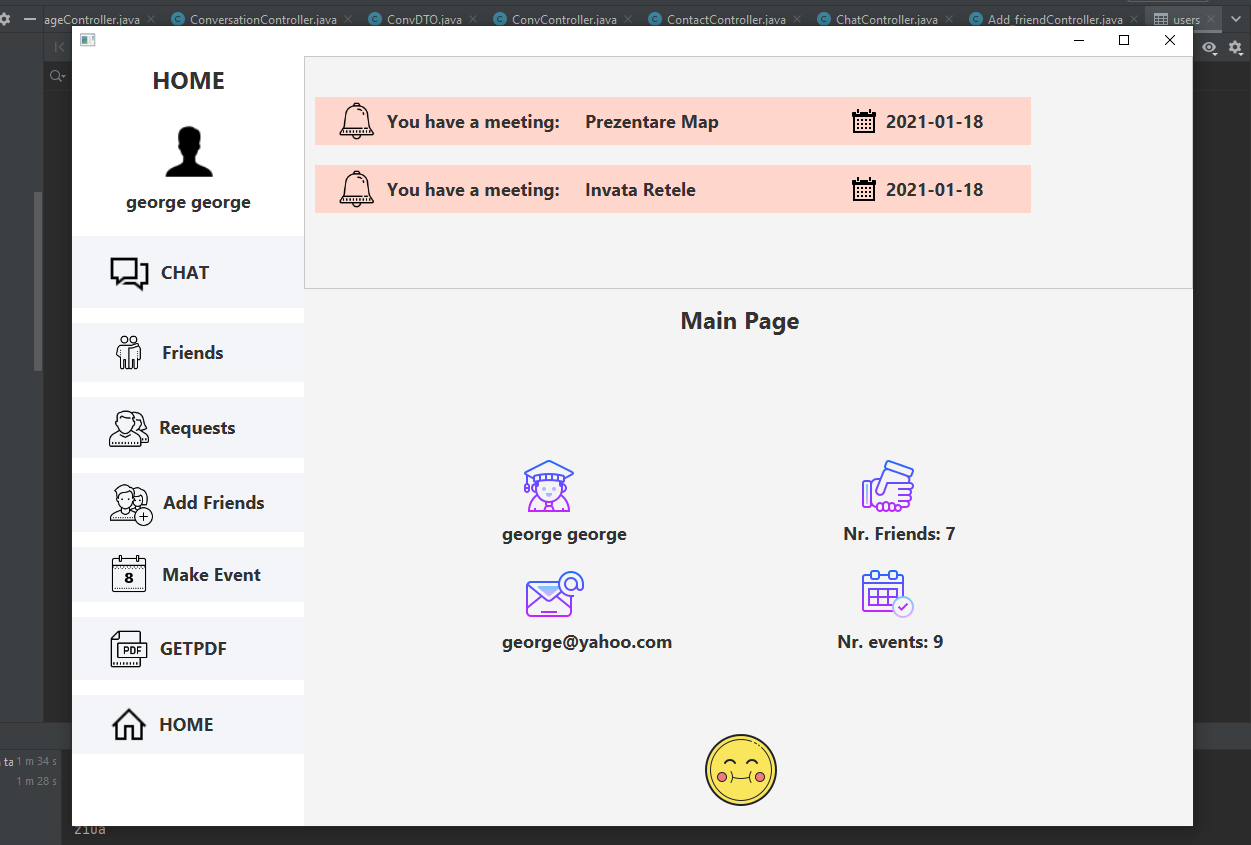 ageController.java ConversationController.java ConvDTO.java ConvController.java ContactController.java ChatController.java Add_friendController.java users
HOME
george george
CHAT
Friends
Requests
Add Friends
8 Make Event
PDF GETPDF
HOME
You have a meeting: Prezentare Map 2021-01-18
You have a meeting: Invata Retele 2021-01-18
Main Page
george george Nr. Friends: 7
george@yahoo.com Nr. events: 9
ta 1 m 34 s
1 m 28 s